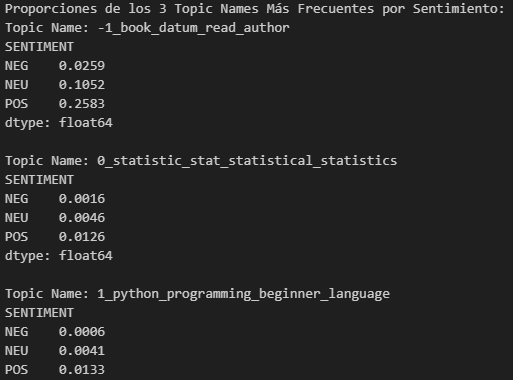 Proporciones de los 3 Topic Names Más Frecuentes por Sentimiento:
Topic Name: -1_book_datum_read_author
SENTIMENT
NEG    0.0259
NEU    0.1052
POS    0.2583
dtype: float64

Topic Name: 0_statistic_stat_statistical_statistics
SENTIMENT
NEG    0.0016
NEU    0.0046
POS    0.0126
dtype: float64

Topic Name: 1_python_programming_beginner_language
SENTIMENT
NEG    0.0006
NEU    0.0041
POS    0.0133